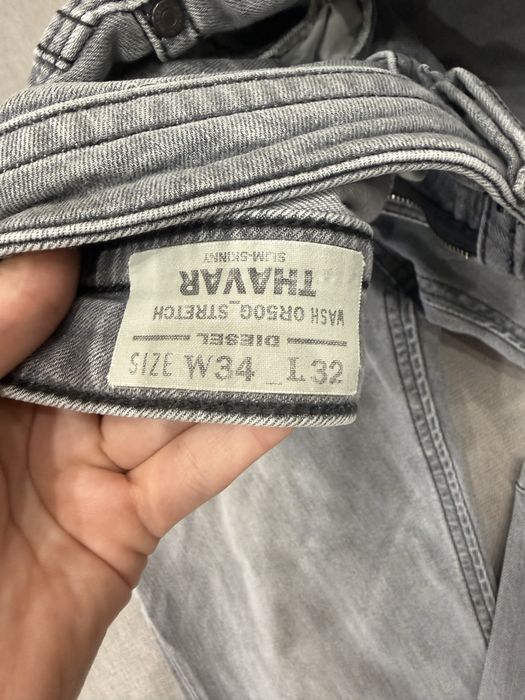 THAVAR
SLIM-SKINNY
WASH 0R50G_STRETCH
DIESEL
SIZE W34 _ L32